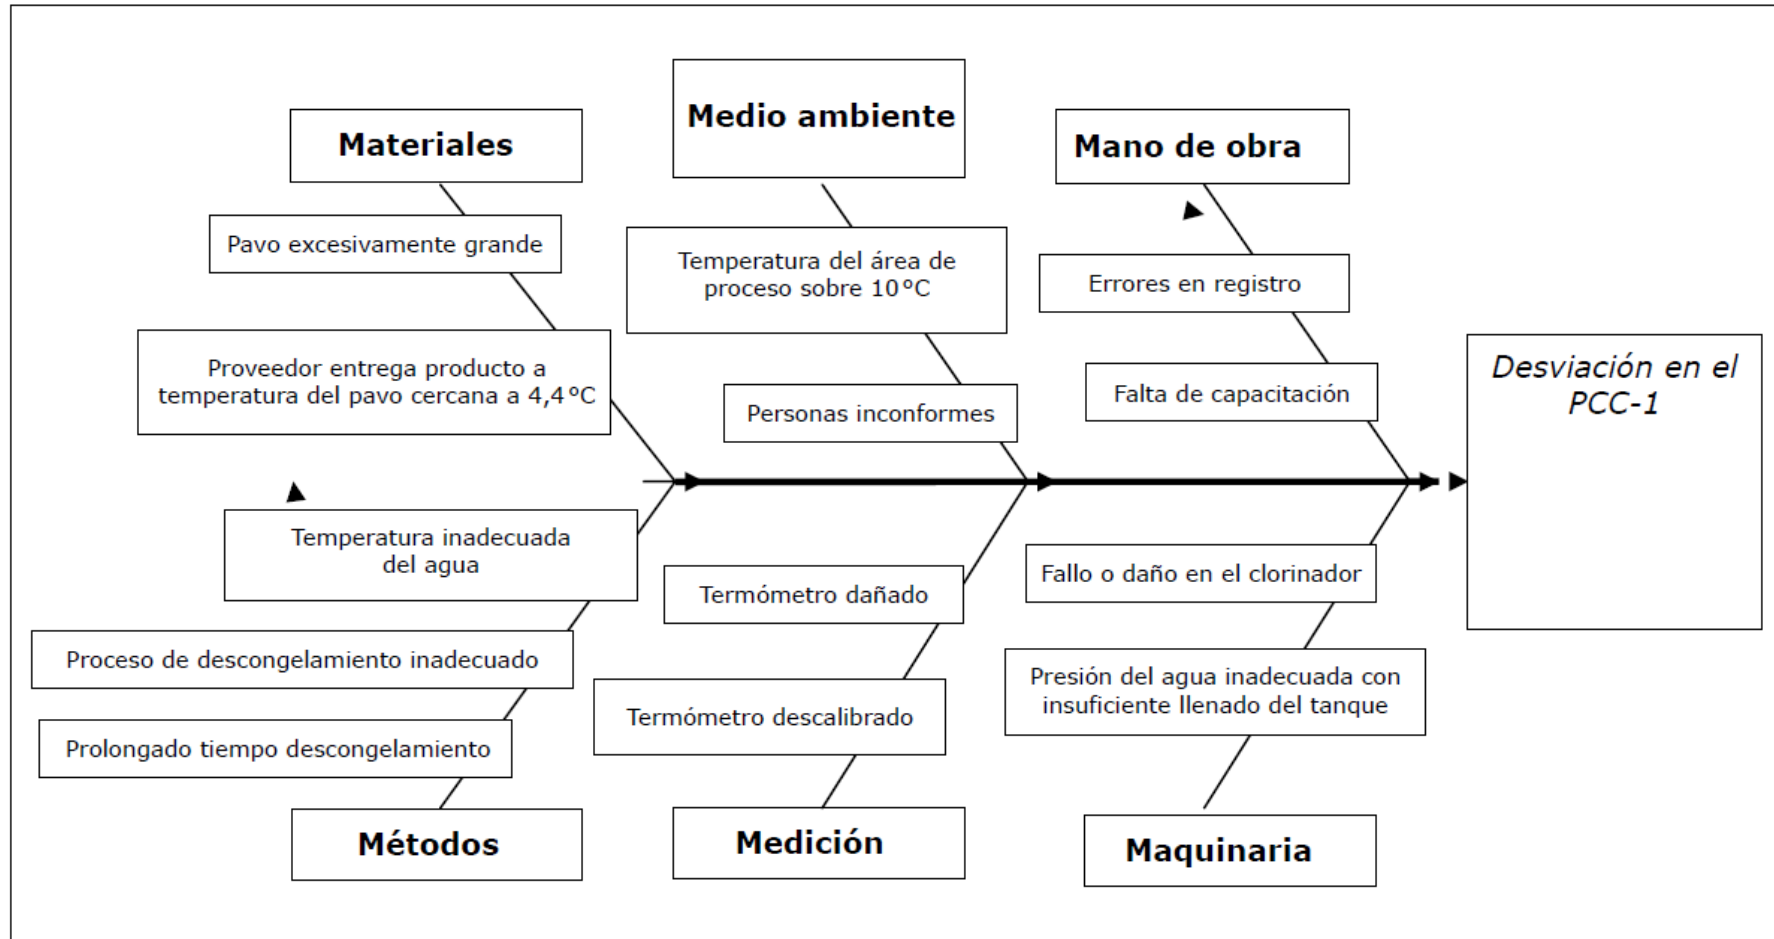 Materiales
Medio ambiente
Mano de obra
Pavo excesivamente grande
Temperatura del área de
proceso sobre 10 °C
Errores en registro
Proveedor entrega producto a
temperatura del pavo cercana a 4,4 °C
Personas inconformes
Falta de capacitación
Desviación en el
PCC-1
Temperatura inadecuada
del agua
Proceso de descongelamiento inadecuado
Prolongado tiempo descongelamiento
Termómetro dañado
Termómetro descalibrado
Fallo o daño en el clorinador
Presión del agua inadecuada con
insuficiente llenado del tanque
Métodos
Medición
Maquinaria